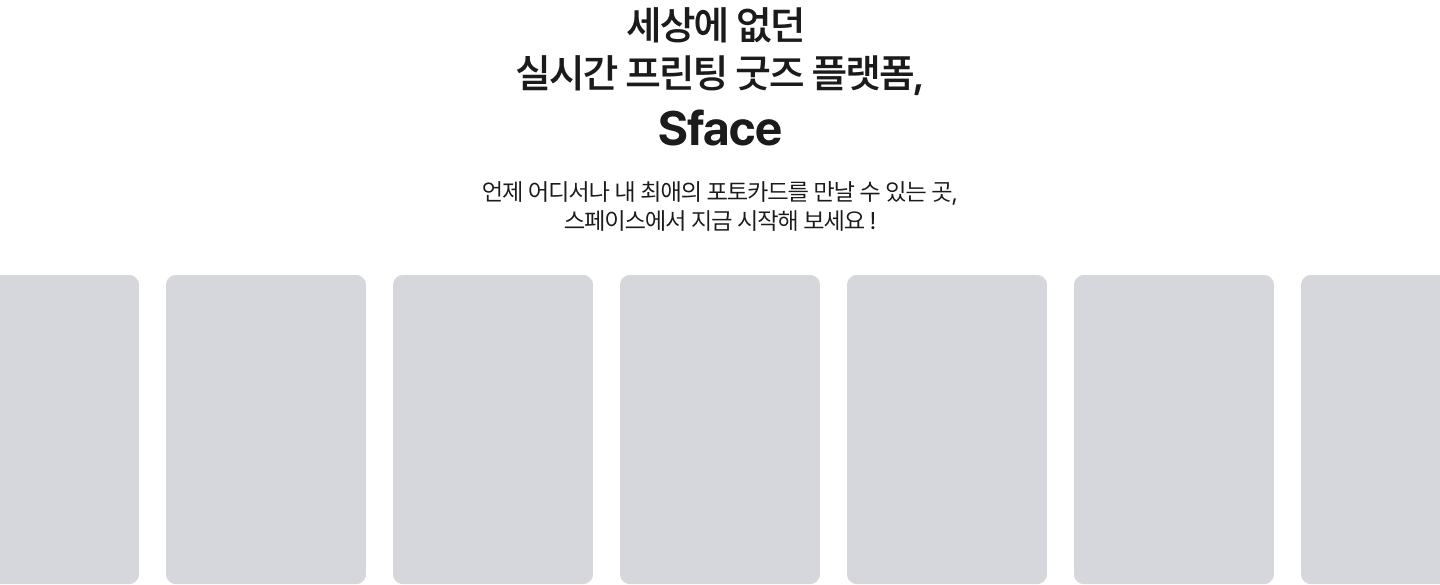 세상에 없던
실시간 프린팅 굿즈 플랫폼,
Sface
언제 어디서나 내 최애의 포토카드를 만날 수 있는 곳,
스페이스에서 지금 시작해 보세요 !